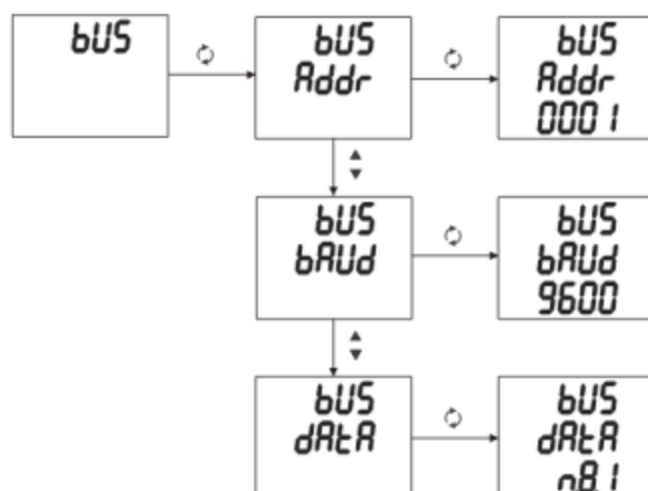 bUS
bUS
Addr
bUS
Addr
0001
bUS
bAUd
bUS
bAUd
9600
bUS
dAtA
bUS
dAtA
n8.1